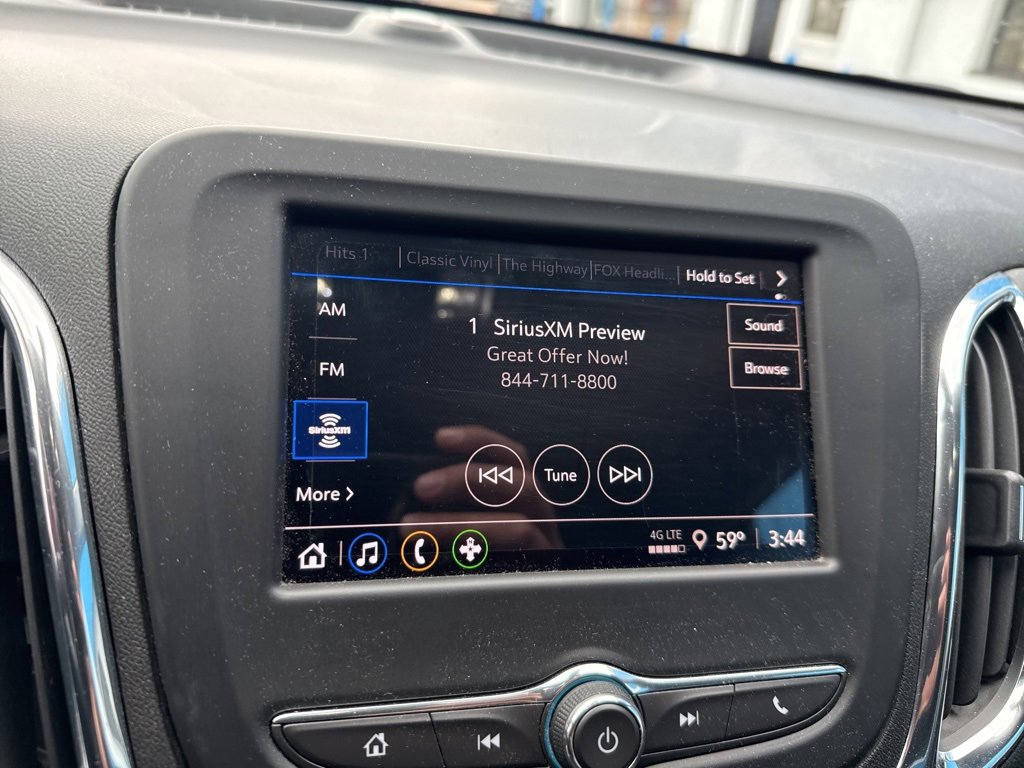 Hits 1
Classic Vinyl
The Highway
FOX Headli...
Hold to Set
AM
FM
SiriusXM
More
1 SiriusXM Preview
Great Offer Now!
844-711-8800
Tune
Sound
Browse
4G LTE
59°
3:44